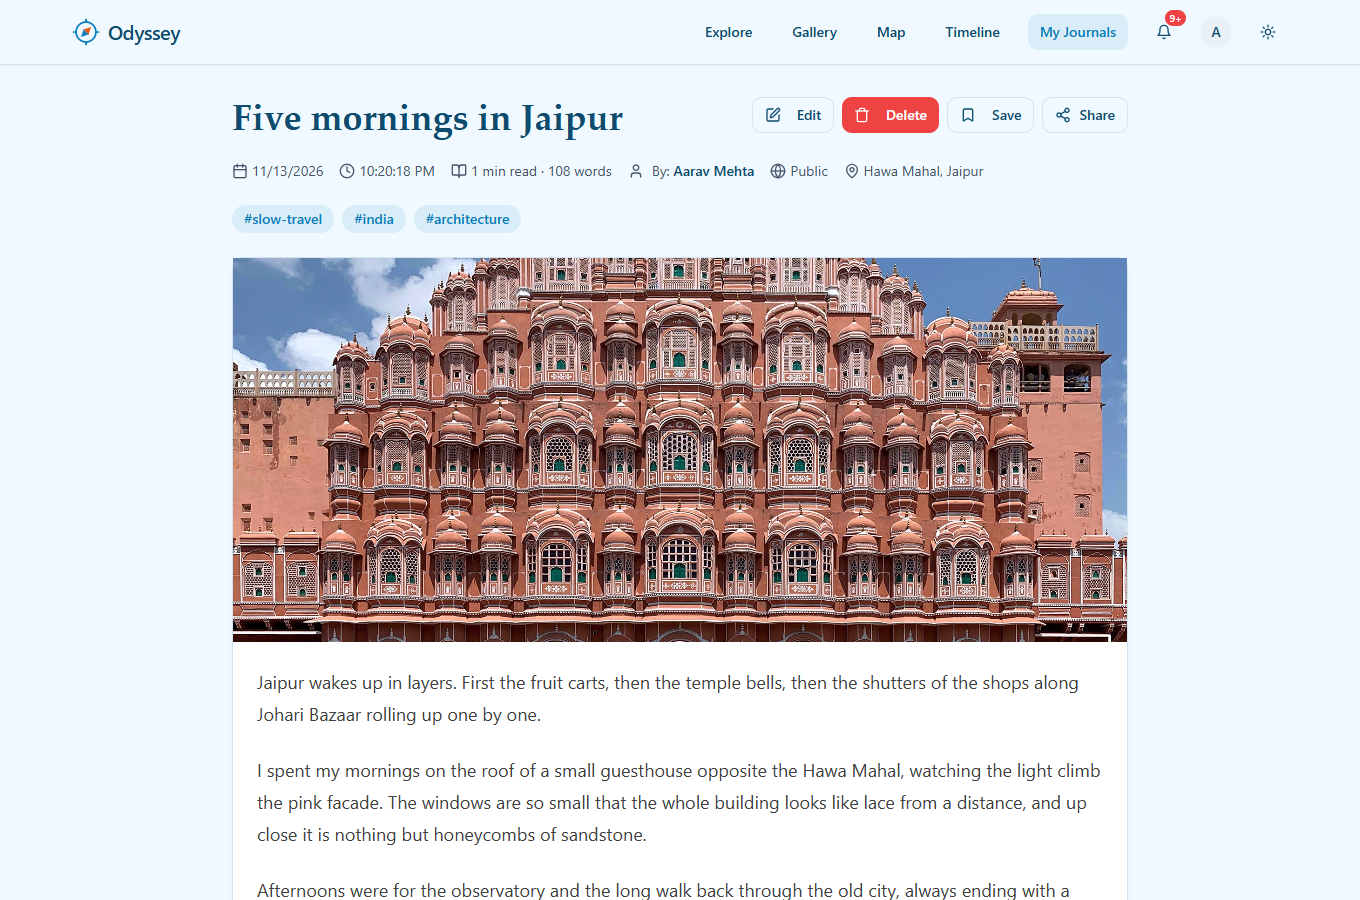 Odyssey
Explore
Gallery
Map
Timeline
My Journals
9+
A
Five mornings in Jaipur
Edit
Delete
Save
Share
11/13/2026
10:20:18 PM
1 min read · 108 words
By: Aarav Mehta
Public
Hawa Mahal, Jaipur
#slow-travel
#india
#architecture
Jaipur wakes up in layers. First the fruit carts, then the temple bells, then the shutters of the shops along
Johari Bazaar rolling up one by one.
I spent my mornings on the roof of a small guesthouse opposite the Hawa Mahal, watching the light climb
the pink facade. The windows are so small that the whole building looks like lace from a distance, and up
close it is nothing but honeycombs of sandstone.
Afternoons were for the observatory and the long walk back through the old city, always ending with a